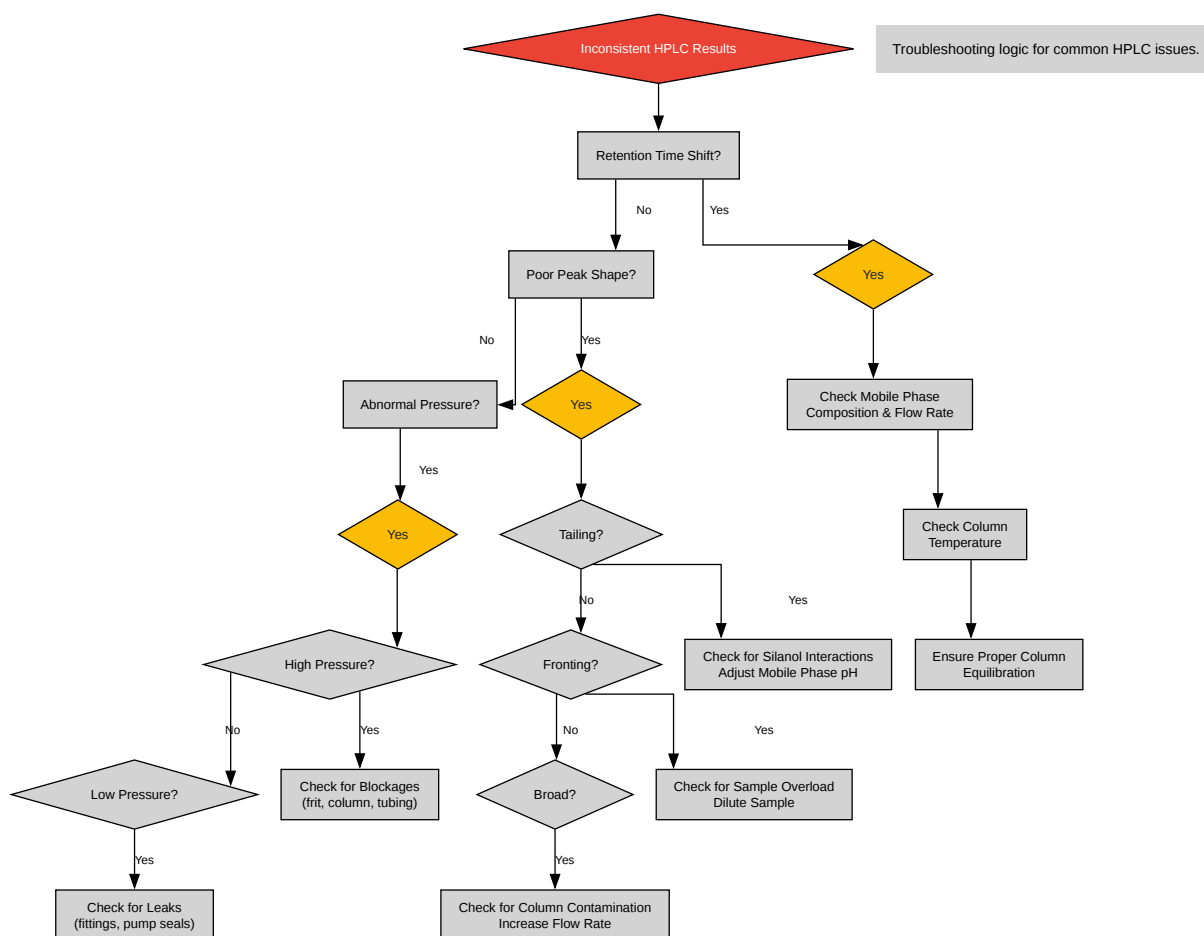 Inconsistent HPLC Results
Troubleshooting logic for common HPLC issues.
Retention Time Shift?
No
Yes
Poor Peak Shape?
Yes
No
Yes
Abnormal Pressure?
Yes
Check Mobile Phase
Composition & Flow Rate
Yes
Yes
Tailing?
Check Column
Temperature
No
Yes
High Pressure?
Fronting?
Check for Silanol Interactions
Adjust Mobile Phase pH
Ensure Proper Column
Equilibration
No
Yes
No
Yes
Low Pressure?
Check for Blockages
(frit, column, tubing)
Broad?
Check for Sample Overload
Dilute Sample
Yes
Yes
Check for Leaks
(fittings, pump seals)
Check for Column Contamination
Increase Flow Rate